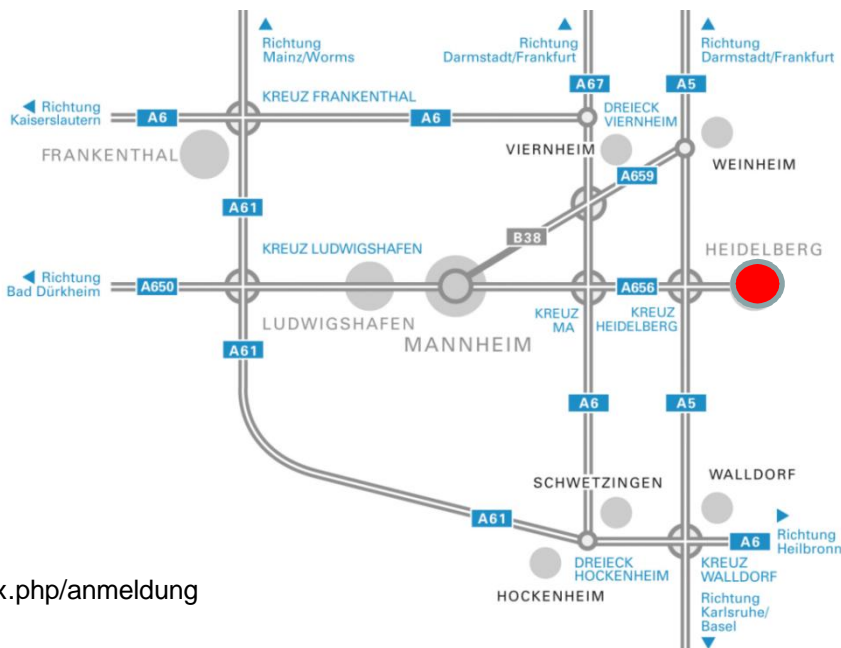 Richtung
Mainz/Worms
Richtung
Darmstadt/Frankfurt
Richtung
Darmstadt/Frankfurt
A67
A5
Richtung
Kaiserslautern
A6
KREUZ FRANKENTHAL
A6
DREIECK
VIERNHEIM
FRANKENTHAL
VIERNHEIM
WEINHEIM
A659
A61
B38
KREUZ LUDWIGSHAFEN
HEIDELBERG
Richtung
Bad Dürkheim
A650
A656
LUDWIGSHAFEN
MANNHEIM
KREUZ
MA
KREUZ
HEIDELBERG
A61
A6
A5
SCHWETZINGEN
WALLDORF
A61
A6
Richtung
Heilbronn
DREIECK
HOCKENHEIM
KREUZ
WALLDORF
x.php/anmeldung
HOCKENHEIM
Richtung
Karlsruhe/
Basel